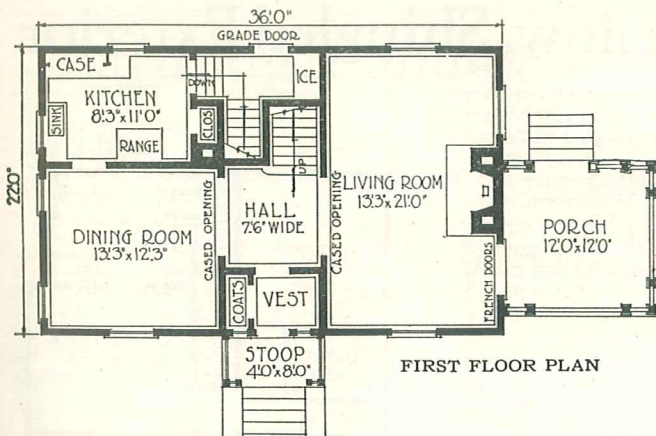 36'0"
GRADE DOOR
CASE
DOWN
ICE
KITCHEN
8'3"x11'0"
SINK
CLOS
RANGE
UP
22'0"
LIVING ROOM
13'3"x21'0"
HALL
7'6" WIDE
CASED OPENING
CASED OPENING
DINING ROOM
13'3"x12'3"
PORCH
12'0"x12'0"
FRENCH DOORS
COATS
VEST
STOOP
4'0"x8'0"
FIRST FLOOR PLAN